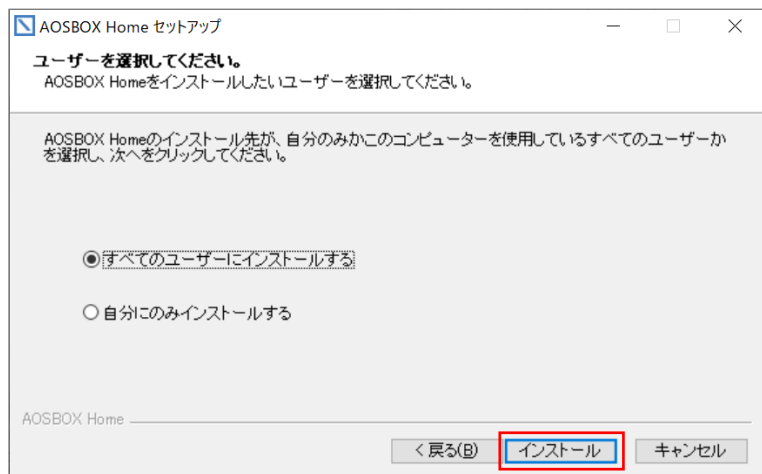 AOSBOX Home セットアップ
ユーザーを選択してください。
AOSBOX Homeをインストールしたいユーザーを選択してください。
AOSBOX Homeのインストール先が、自分のみかこのコンピューターを使用しているすべてのユーザーか
を選択し、次へをクリックしてください。
すべてのユーザーにインストールする
自分にのみインストールする
AOSBOX Home
< 戻る(B)
インストール
キャンセル